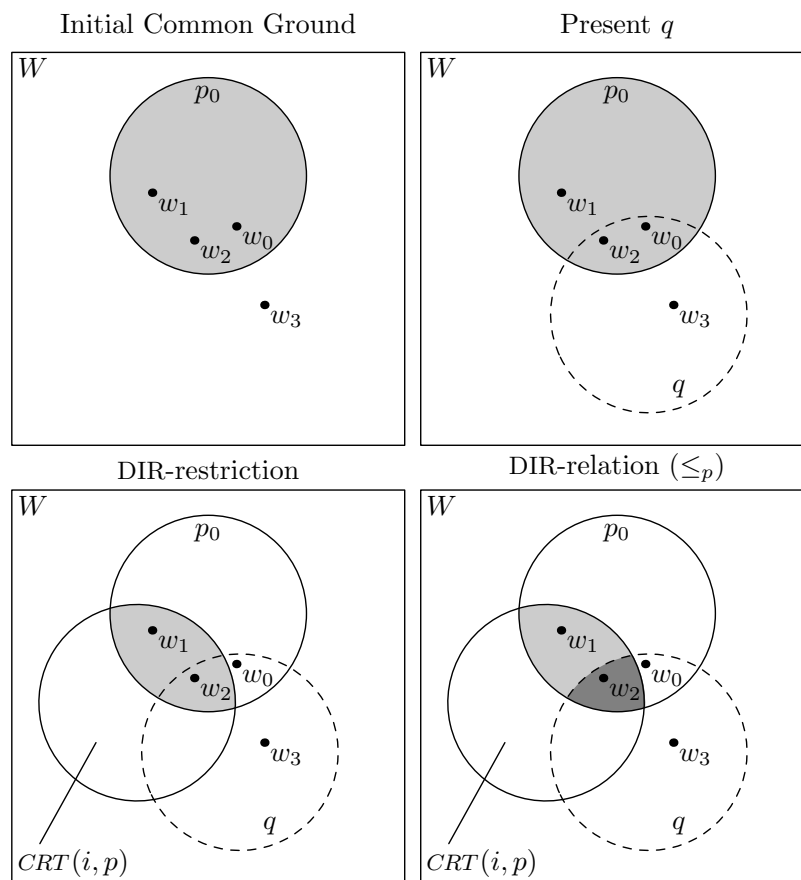 Initial Common Ground
W
p₀
w₁
w₂
w₀
w₃
Present q
W
p₀
w₁
w₀
w₂
w₃
q
DIR-restriction
W
p₀
w₁
w₀
w₂
w₃
q
CRT(i, p)
DIR-relation (≤ₚ)
W
p₀
w₁
w₀
w₂
w₃
q
CRT(i, p)